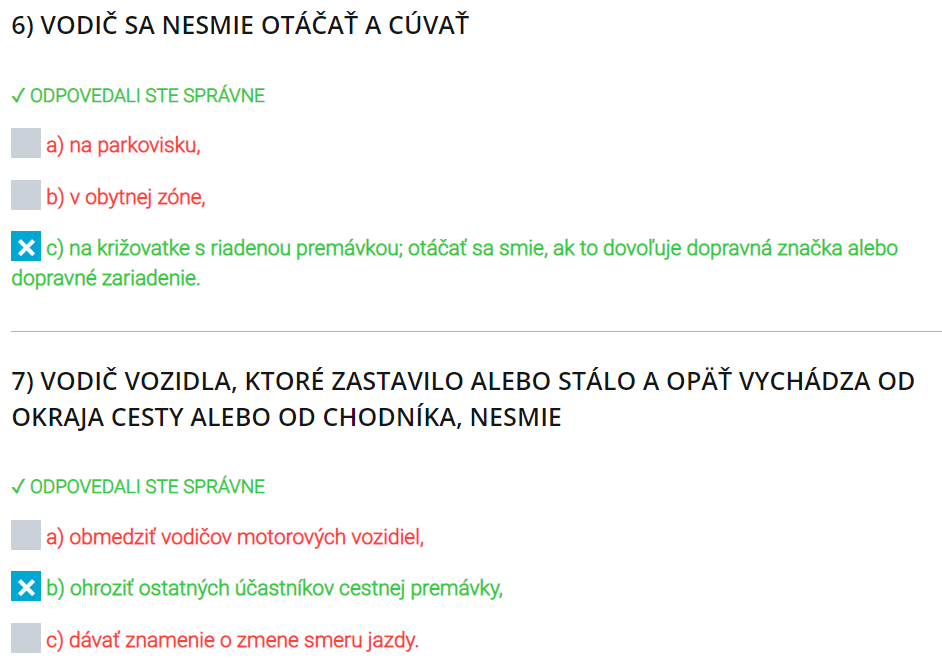 6) VODIČ SA NESMIE OTÁČAŤ A CÚVAŤ
✓ ODPOVEDALI STE SPRÁVNE
a) na parkovisku,
b) v obytnej zóne,
c) na križovatke s riadenou premávkou; otáčať sa smie, ak to dovoľuje dopravná značka alebo
dopravné zariadenie.
7) VODIČ VOZIDLA, KTORÉ ZASTAVILO ALEBO STÁLO A OPÄŤ VYCHÁDZA OD
OKRAJA CESTY ALEBO OD CHODNÍKA, NESMIE
✓ ODPOVEDALI STE SPRÁVNE
a) obmedziť vodičov motorových vozidiel,
b) ohroziť ostatných účastníkov cestnej premávky,
c) dávať znamenie o zmene smeru jazdy.